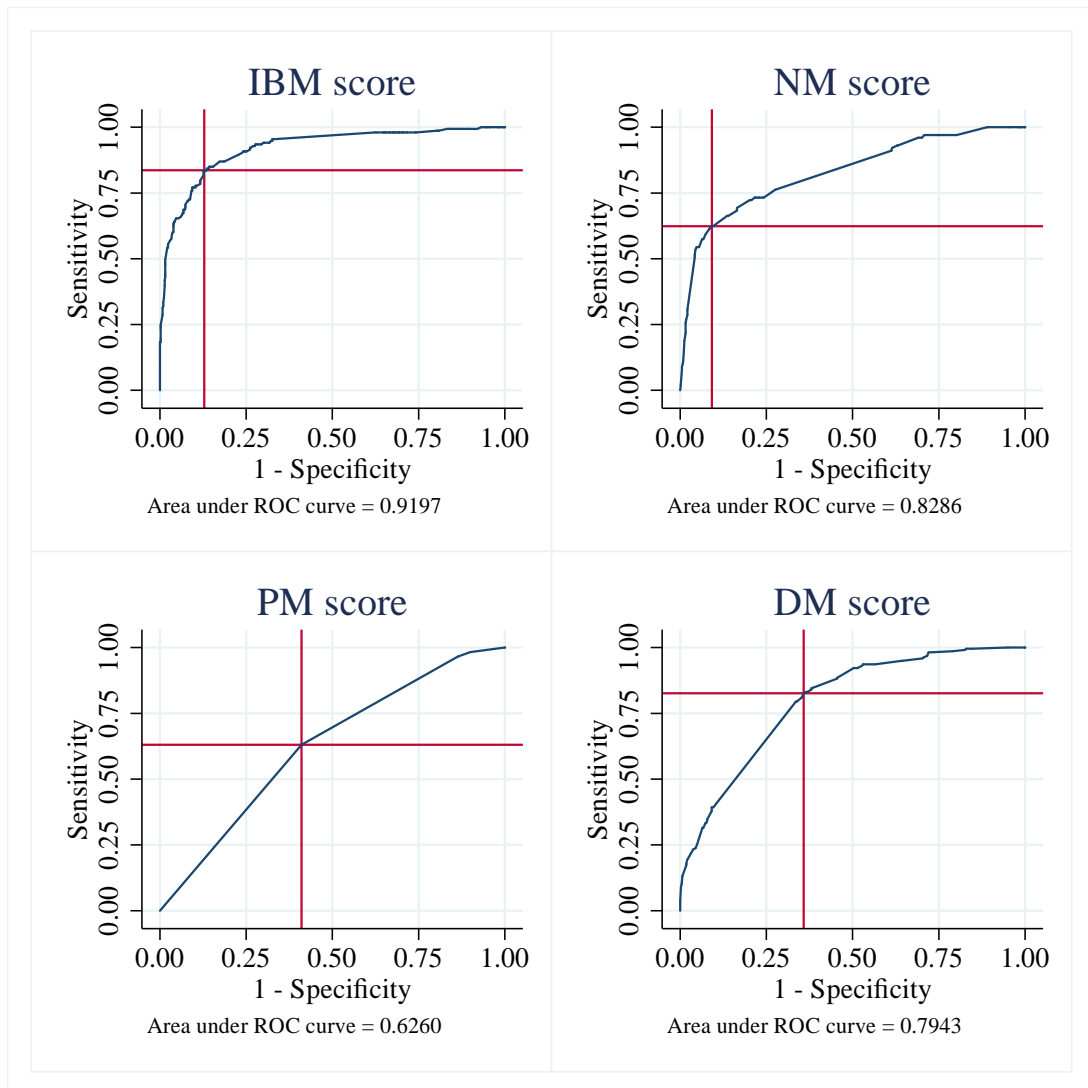 IBM score
Sensitivity
0.00 0.25 0.50 0.75 1.00
0.00 0.25 0.50 0.75 1.00
1 - Specificity
Area under ROC curve = 0.9197
NM score
Sensitivity
0.00 0.25 0.50 0.75 1.00
0.00 0.25 0.50 0.75 1.00
1 - Specificity
Area under ROC curve = 0.8286
PM score
Sensitivity
0.00 0.25 0.50 0.75 1.00
0.00 0.25 0.50 0.75 1.00
1 - Specificity
Area under ROC curve = 0.6260
DM score
Sensitivity
0.00 0.25 0.50 0.75 1.00
0.00 0.25 0.50 0.75 1.00
1 - Specificity
Area under ROC curve = 0.7943